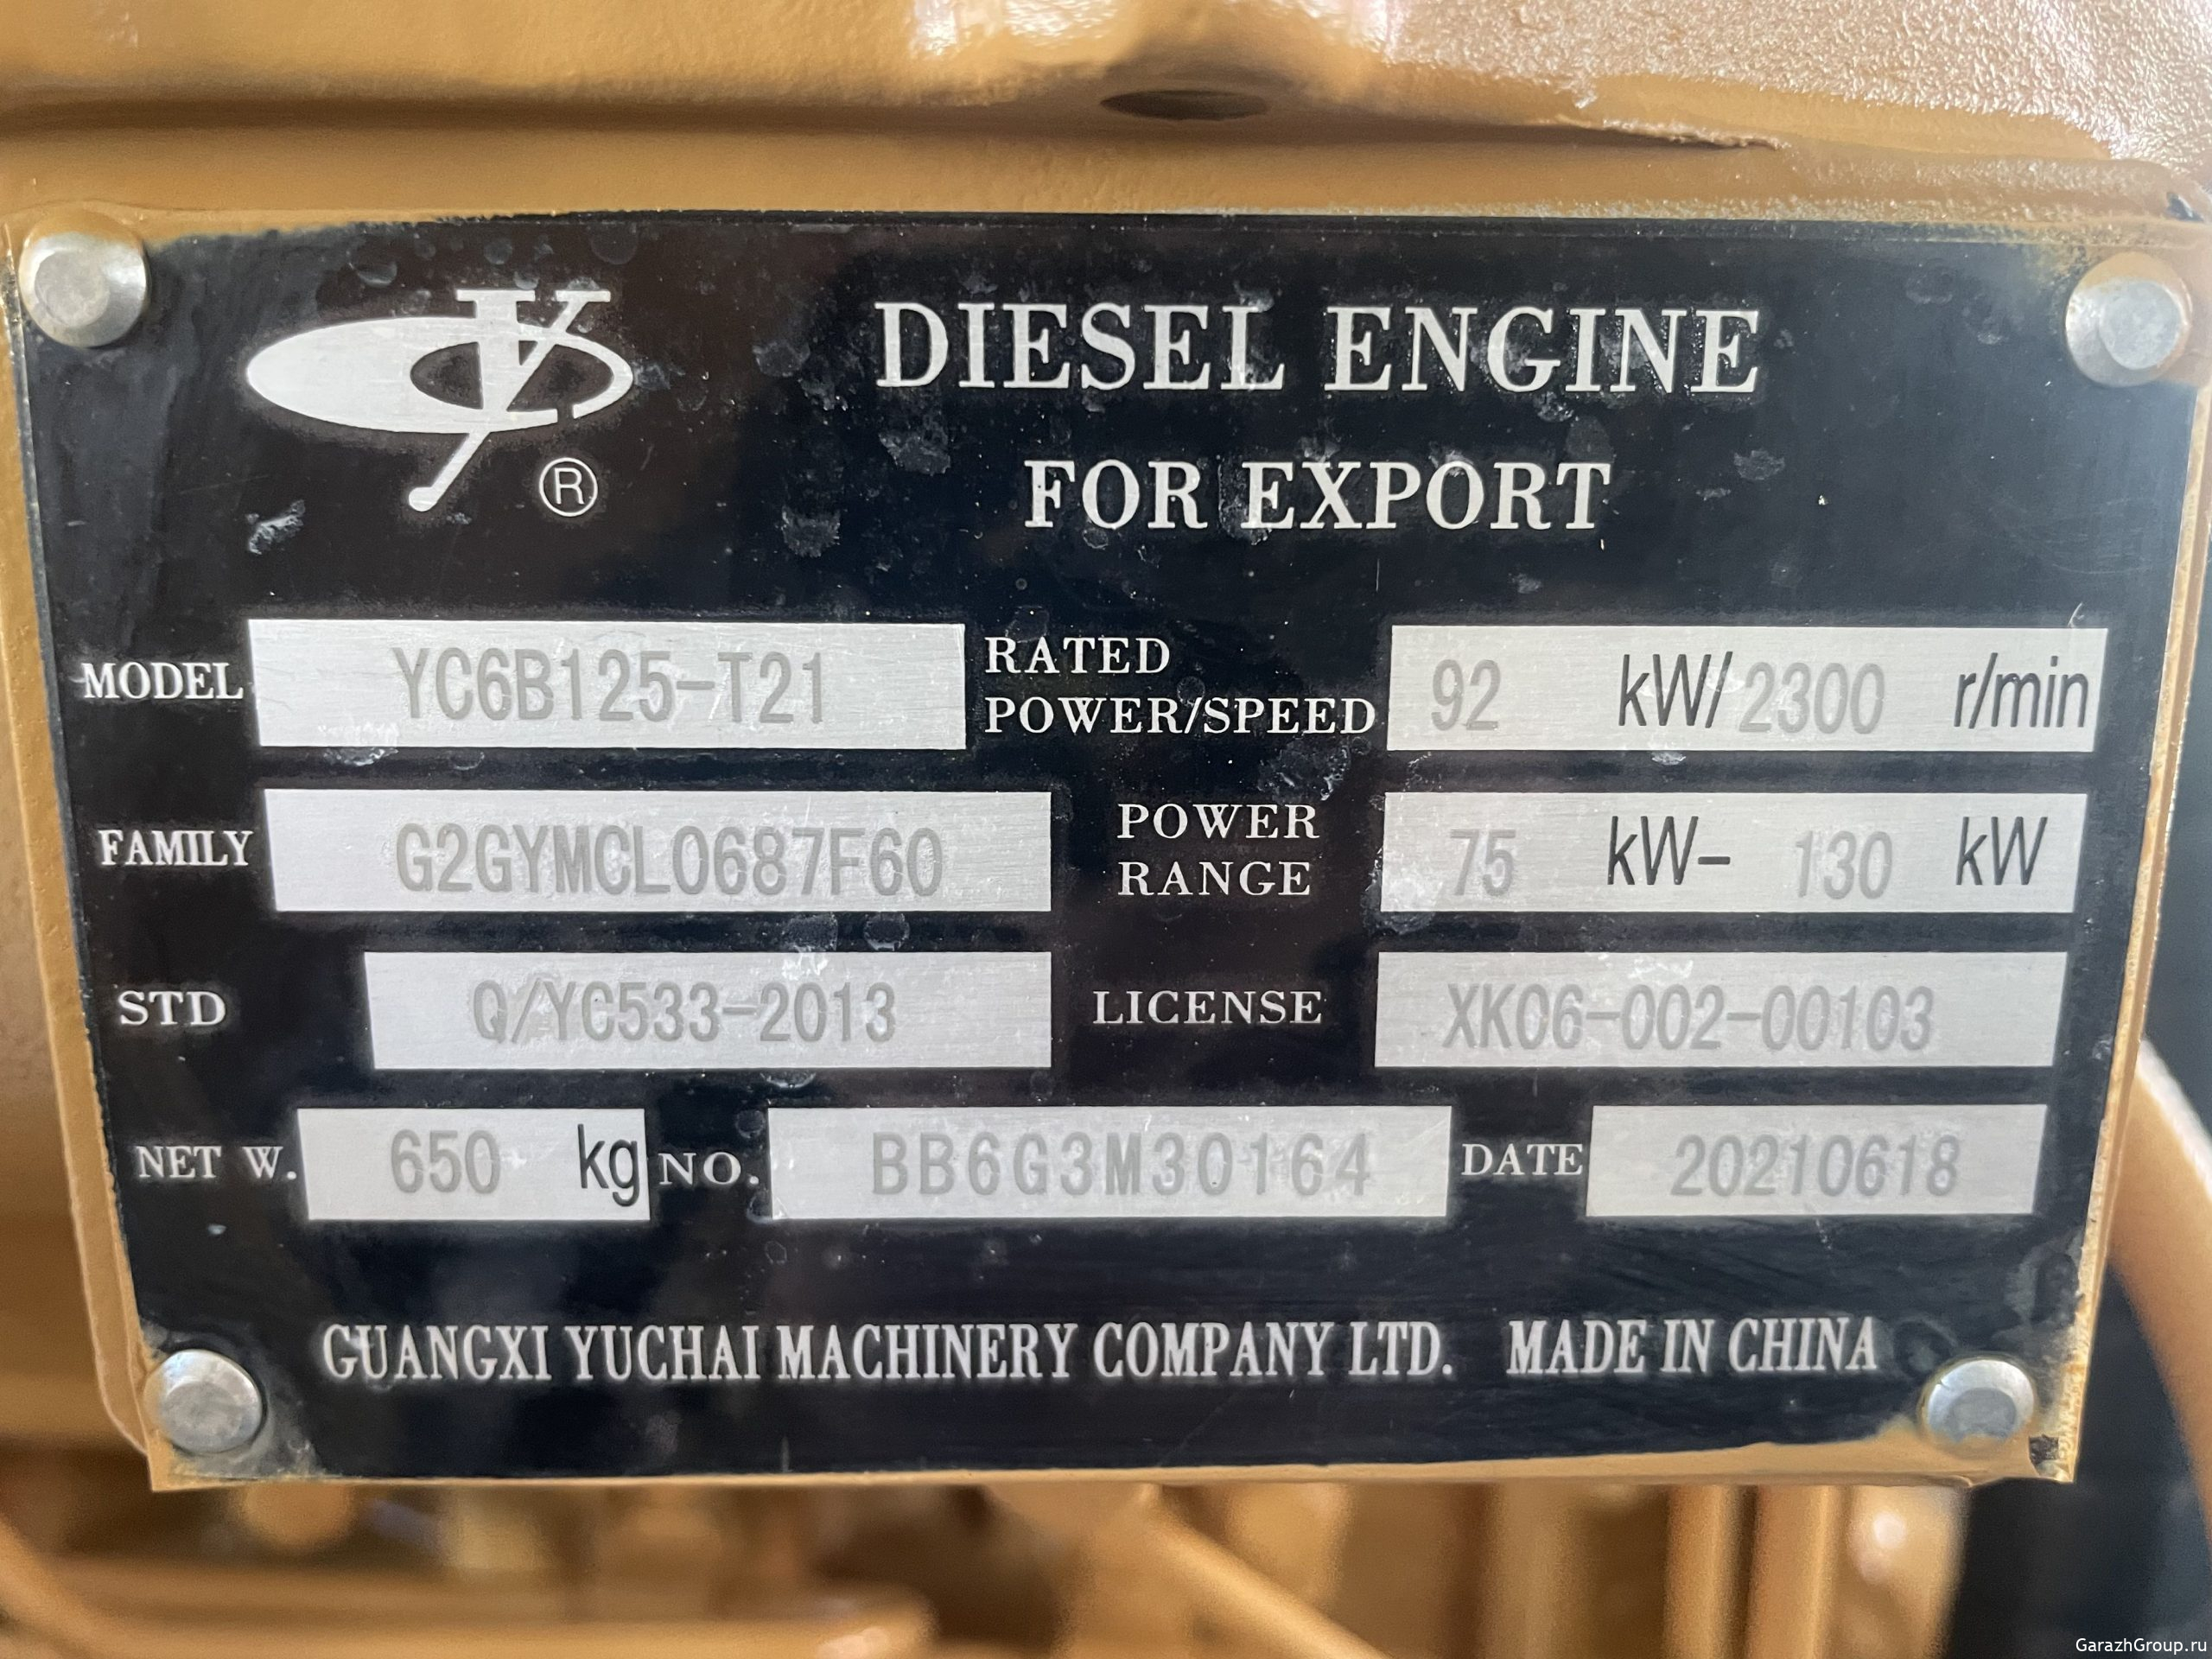 DIESEL ENGINE
FOR EXPORT
®
MODEL YC6B125-T21 RATED POWER/SPEED 92 kW/ 2300 r/min
FAMILY G2GYMCL0687F60 POWER RANGE 75 kW- 130 kW
STD Q/YC533-2013 LICENSE XK06-002-00103
NET W. 650 kg NO. BB6G3M30164 DATE 20210618
GUANGXI YUCHAI MACHINERY COMPANY LTD. MADE IN CHINA
GarazhGroup.ru